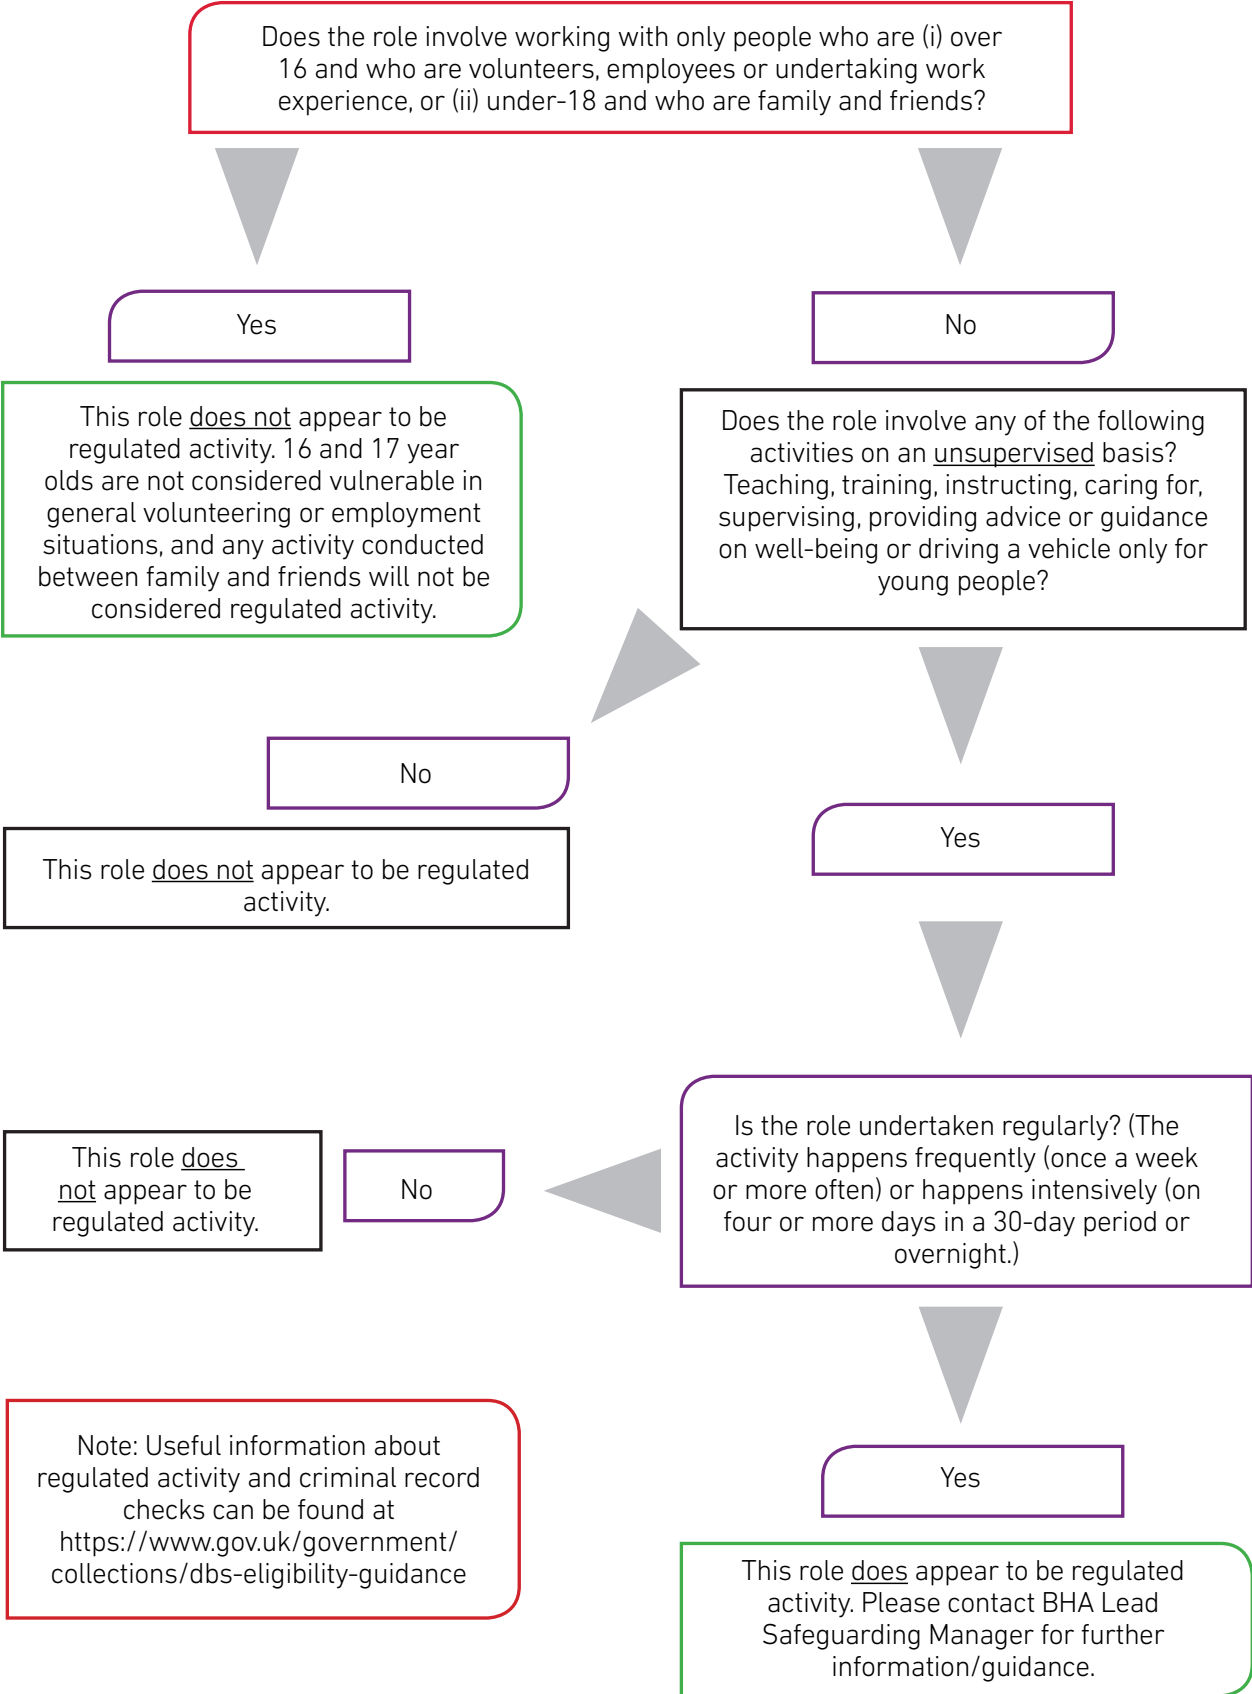 Does the role involve working with only people who are (i) over
16 and who are volunteers, employees or undertaking work
experience, or (ii) under-18 and who are family and friends?
Yes
No
This role does not appear to be
regulated activity. 16 and 17 year
olds are not considered vulnerable in
general volunteering or employment
situations, and any activity conducted
between family and friends will not be
considered regulated activity.
Does the role involve any of the following
activities on an unsupervised basis?
Teaching, training, instructing, caring for,
supervising, providing advice or guidance
on well-being or driving a vehicle only for
young people?
No
This role does not appear to be regulated
activity.
Yes
Is the role undertaken regularly? (The
activity happens frequently (once a week
or more often) or happens intensively (on
four or more days in a 30-day period or
overnight.)
No
This role does
not appear to be
regulated activity.
Yes
This role does appear to be regulated
activity. Please contact BHA Lead
Safeguarding Manager for further
information/guidance.
Note: Useful information about
regulated activity and criminal record
checks can be found at
https://www.gov.uk/government/
collections/dbs-eligibility-guidance